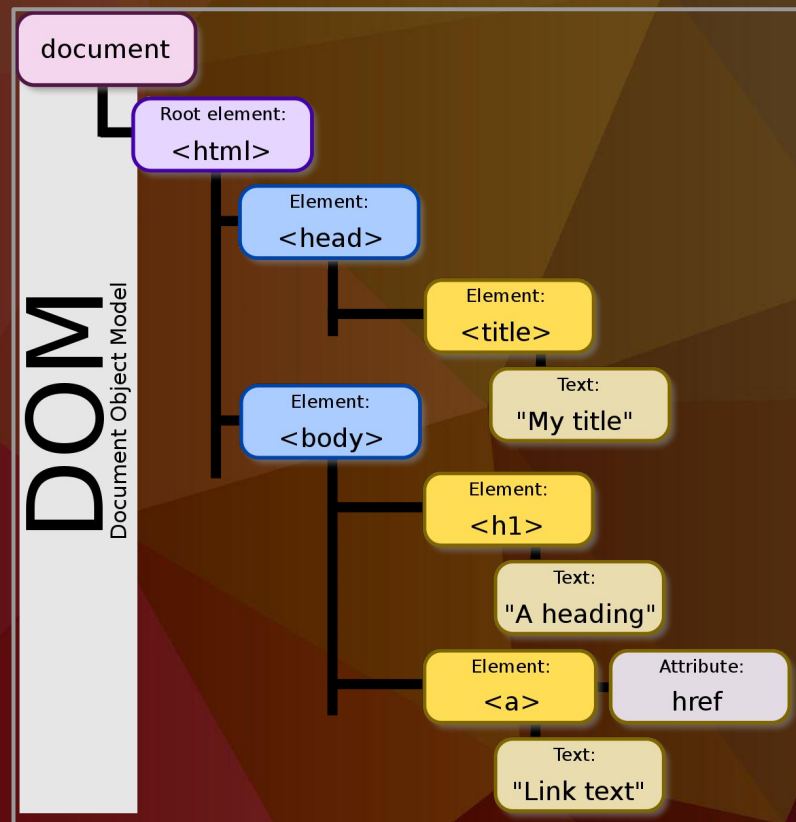 document
Root element:
<html>
Element:
<head>
Element:
<title>
Text:
"My title"
Element:
<body>
Element:
<h1>
Text:
"A heading"
Element:
<a>
Attribute:
href
Text:
"Link text"
DOM
Document Object Model